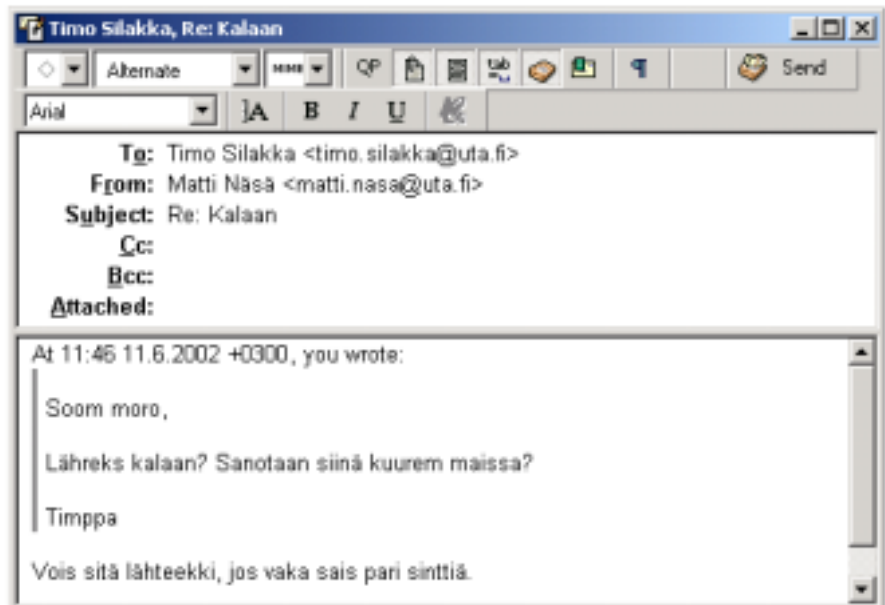 Timo Silakka, Re: Kalaan
Alternate MIME QP Send
Arial A B I U
To: Timo Silakka <timo.silakka@uta.fi>
From: Matti Näsä <matti.nasa@uta.fi>
Subject: Re: Kalaan
Cc:
Bcc:
Attached:
At 11:46 11.6.2002 +0300, you wrote:
Soom moro,
Lähreks kalaan? Sanotaan siinä kuurem maissa?
Timppa
Vois sitä lähteekki, jos vaka sais pari sinttiä.